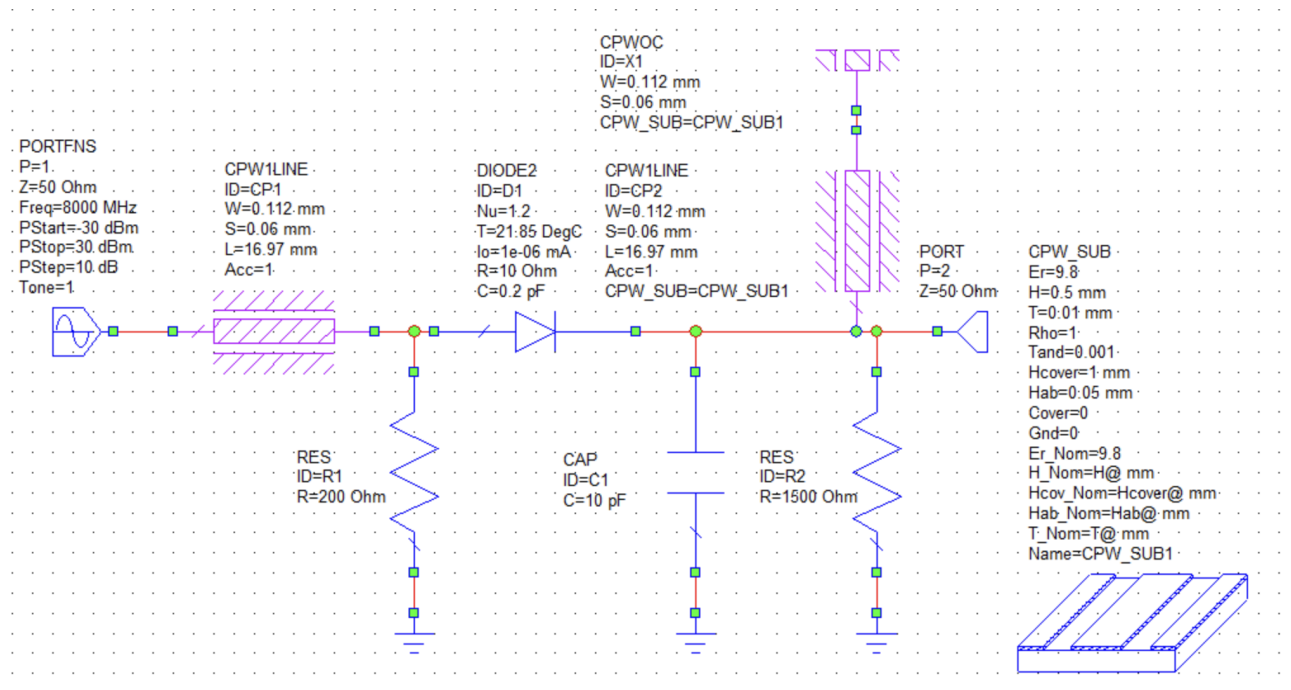 CPWOC
ID=X1
W=0.112 mm
S=0.06 mm
CPW_SUB=CPW_SUB1
PORTFNS
P=1
Z=50 Ohm
Freq=8000 MHz
PStart=-30 dBm
PStop=30 dBm
PStep=10 dB
Tone=1
CPW1LINE
ID=CP1
W=0.112 mm
S=0.06 mm
L=16.97 mm
Acc=1
DIODE2
ID=D1
Nu=1.2
T=21.85 DegC
Io=1e-06 mA
R=10 Ohm
C=0.2 pF
CPW1LINE
ID=CP2
W=0.112 mm
S=0.06 mm
L=16.97 mm
Acc=1
CPW_SUB=CPW_SUB1
PORT
P=2
Z=50 Ohm
CPW_SUB
Er=9.8
H=0.5 mm
T=0.01 mm
Rho=1
Tand=0.001
Hcover=1 mm
Hab=0.05 mm
Cover=0
Gnd=0
Er_Nom=9.8
H_Nom=H@ mm
Hcov_Nom=Hcover@ mm
Hab_Nom=Hab@ mm
T_Nom=T@ mm
Name=CPW_SUB1
RES
ID=R1
R=200 Ohm
CAP
ID=C1
C=10 pF
RES
ID=R2
R=1500 Ohm